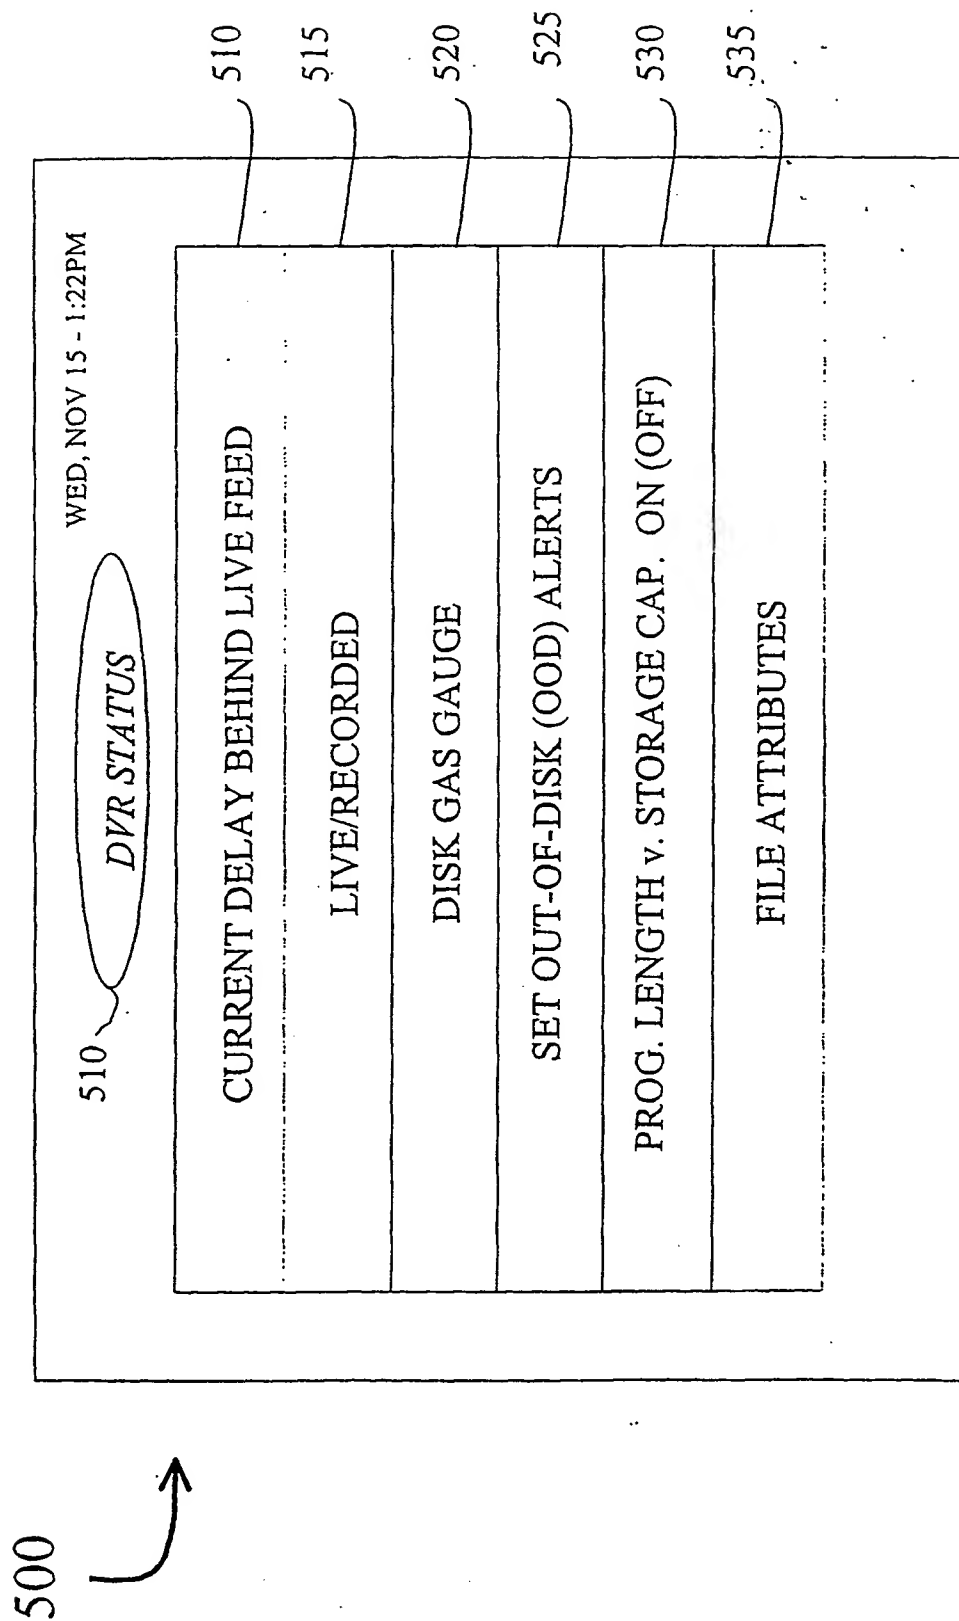 500
WED, NOV 15 - 1:22PM
510
DVR STATUS
CURRENT DELAY BEHIND LIVE FEED 510
LIVE/RECORDED 515
DISK GAS GAUGE 520
SET OUT-OF-DISK (OOD) ALERTS 525
PROG. LENGTH v. STORAGE CAP. ON (OFF) 530
FILE ATTRIBUTES 535